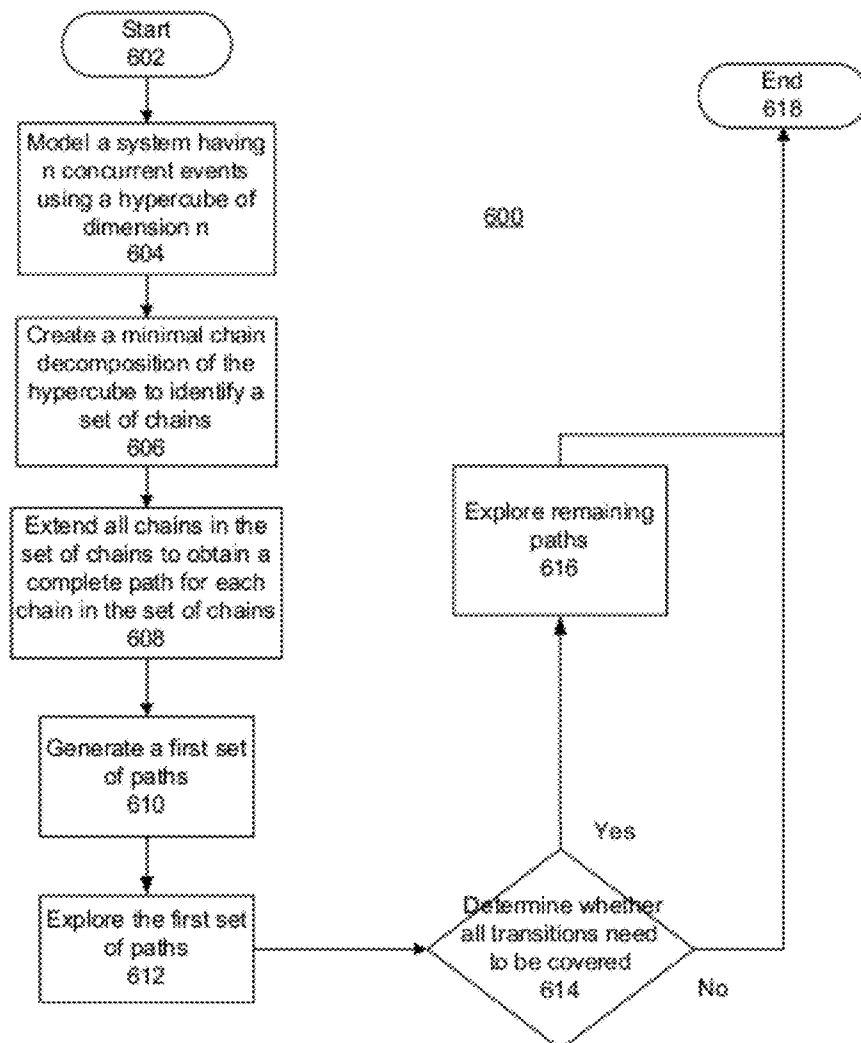 Start
602
Model a system having
n concurrent events
using a hypercube of
dimension n
604
Create a minimal chain
decomposition of the
hypercube to identify a
set of chains
606
Extend all chains in the
set of chains to obtain a
complete path for each
chain in the set of chains
608
Generate a first set
of paths
610
Explore the first set
of paths
612
Determine whether
all transitions need
to be covered
614
Yes
No
Explore remaining
paths
616
End
618
600